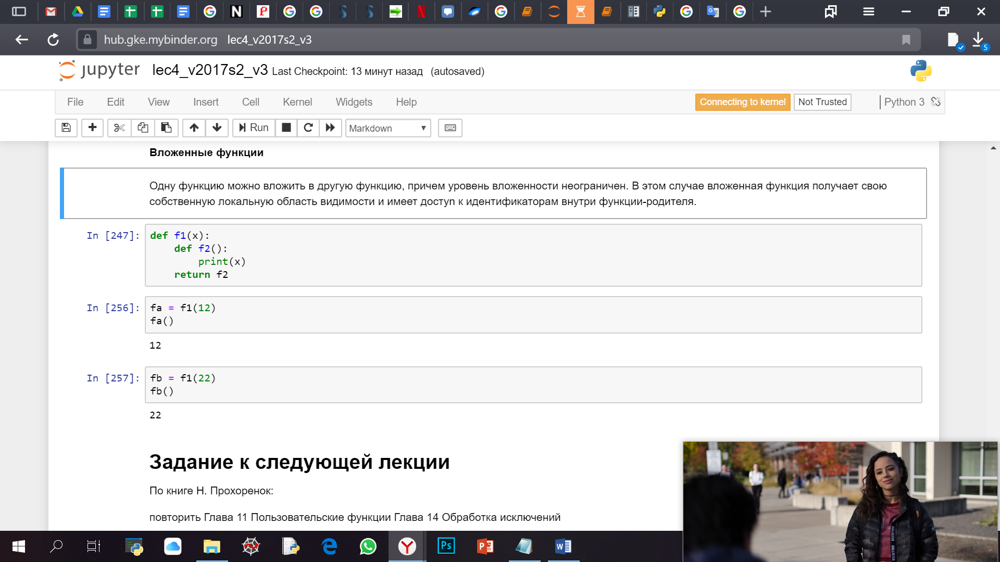 hub.gke.mybinder.org lec4_v2017s2_v3
5
jupyter lec4_v2017s2_v3 Last Checkpoint: 13 минут назад (autosaved)
File Edit View Insert Cell Kernel Widgets Help Connecting to kernel Not Trusted Python 3
Run Markdown
Вложенные функции
Одну функцию можно вложить в другую функцию, причем уровень вложенности неограничен. В этом случае вложенная функция получает свою
собственную локальную область видимости и имеет достуn к идентификаторам внутри функции-родителя.
In [247]: def f1(x):
def f2():
print(x)
return f2
In [256]: fa = f1(12)
fa()
12
In [257]: fb = f1(22)
fb()
22
Задание к следующей лекции
По книге Н. Прохоренок:
повторить Глава 11 Пользовательские функции Глава 14 Обработка исключений
Ps